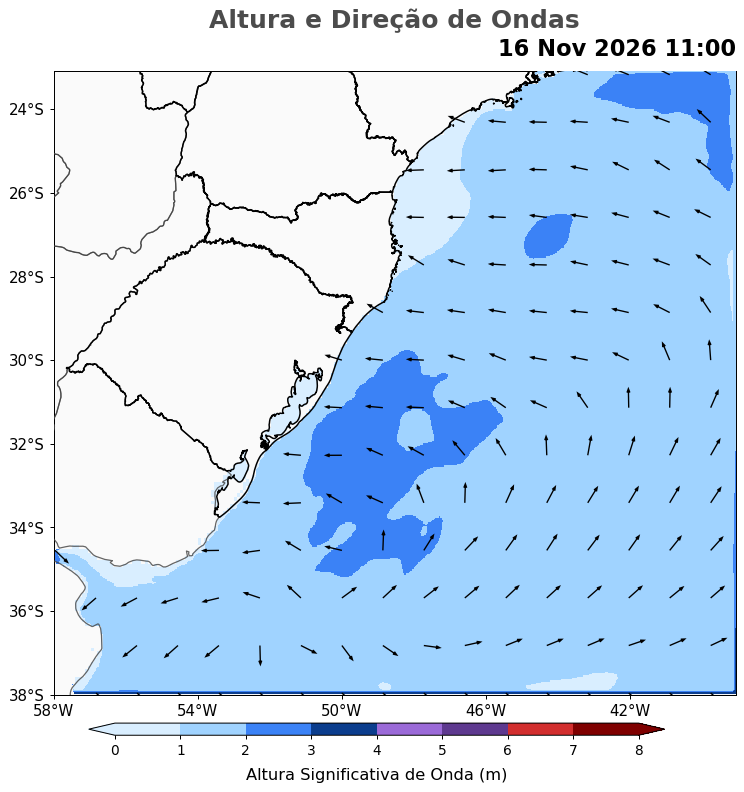 Altura e Direção de Ondas
16 Nov 2026 11:00
24°S
26°S
28°S
30°S
32°S
34°S
36°S
38°S
58°W 54°W 50°W 46°W 42°W
0 1 2 3 4 5 6 7 8
Altura Significativa de Onda (m)